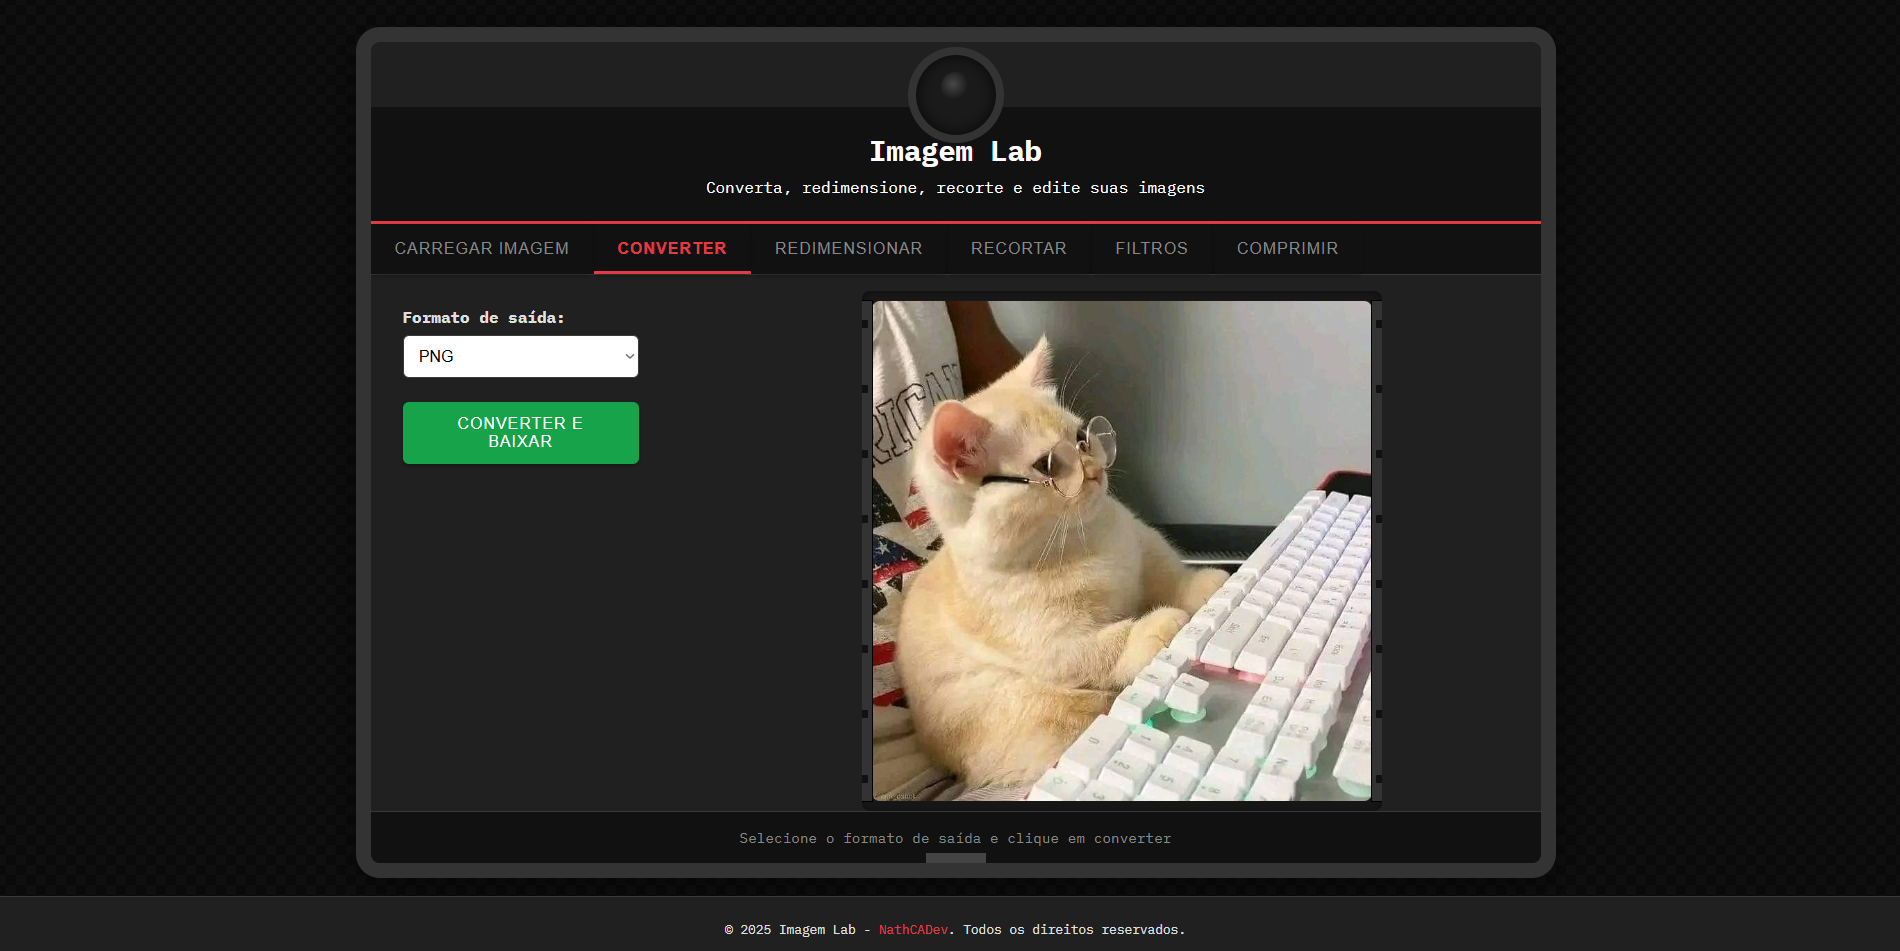 Imagem Lab
Converta, redimensione, recorte e edite suas imagens
CARREGAR IMAGEM CONVERTER REDIMENSIONAR RECORTAR FILTROS COMPRIMIR
Formato de saída:
PNG
CONVERTER E
BAIXAR
Selecione o formato de saída e clique em converter
© 2025 Imagem Lab - NathCADev. Todos os direitos reservados.